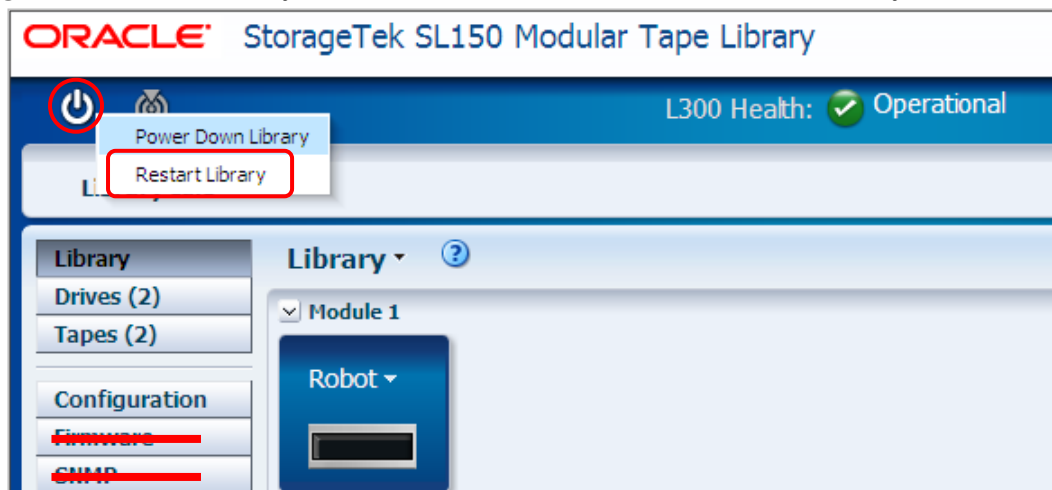 ORACLE® StorageTek SL150 Modular Tape Library
L300 Health: Operational
Power Down Library
Restart Library
Library
Drives (2)
Tapes (2)
Configuration
Firmware
SNMP
Library
Module 1
Robot